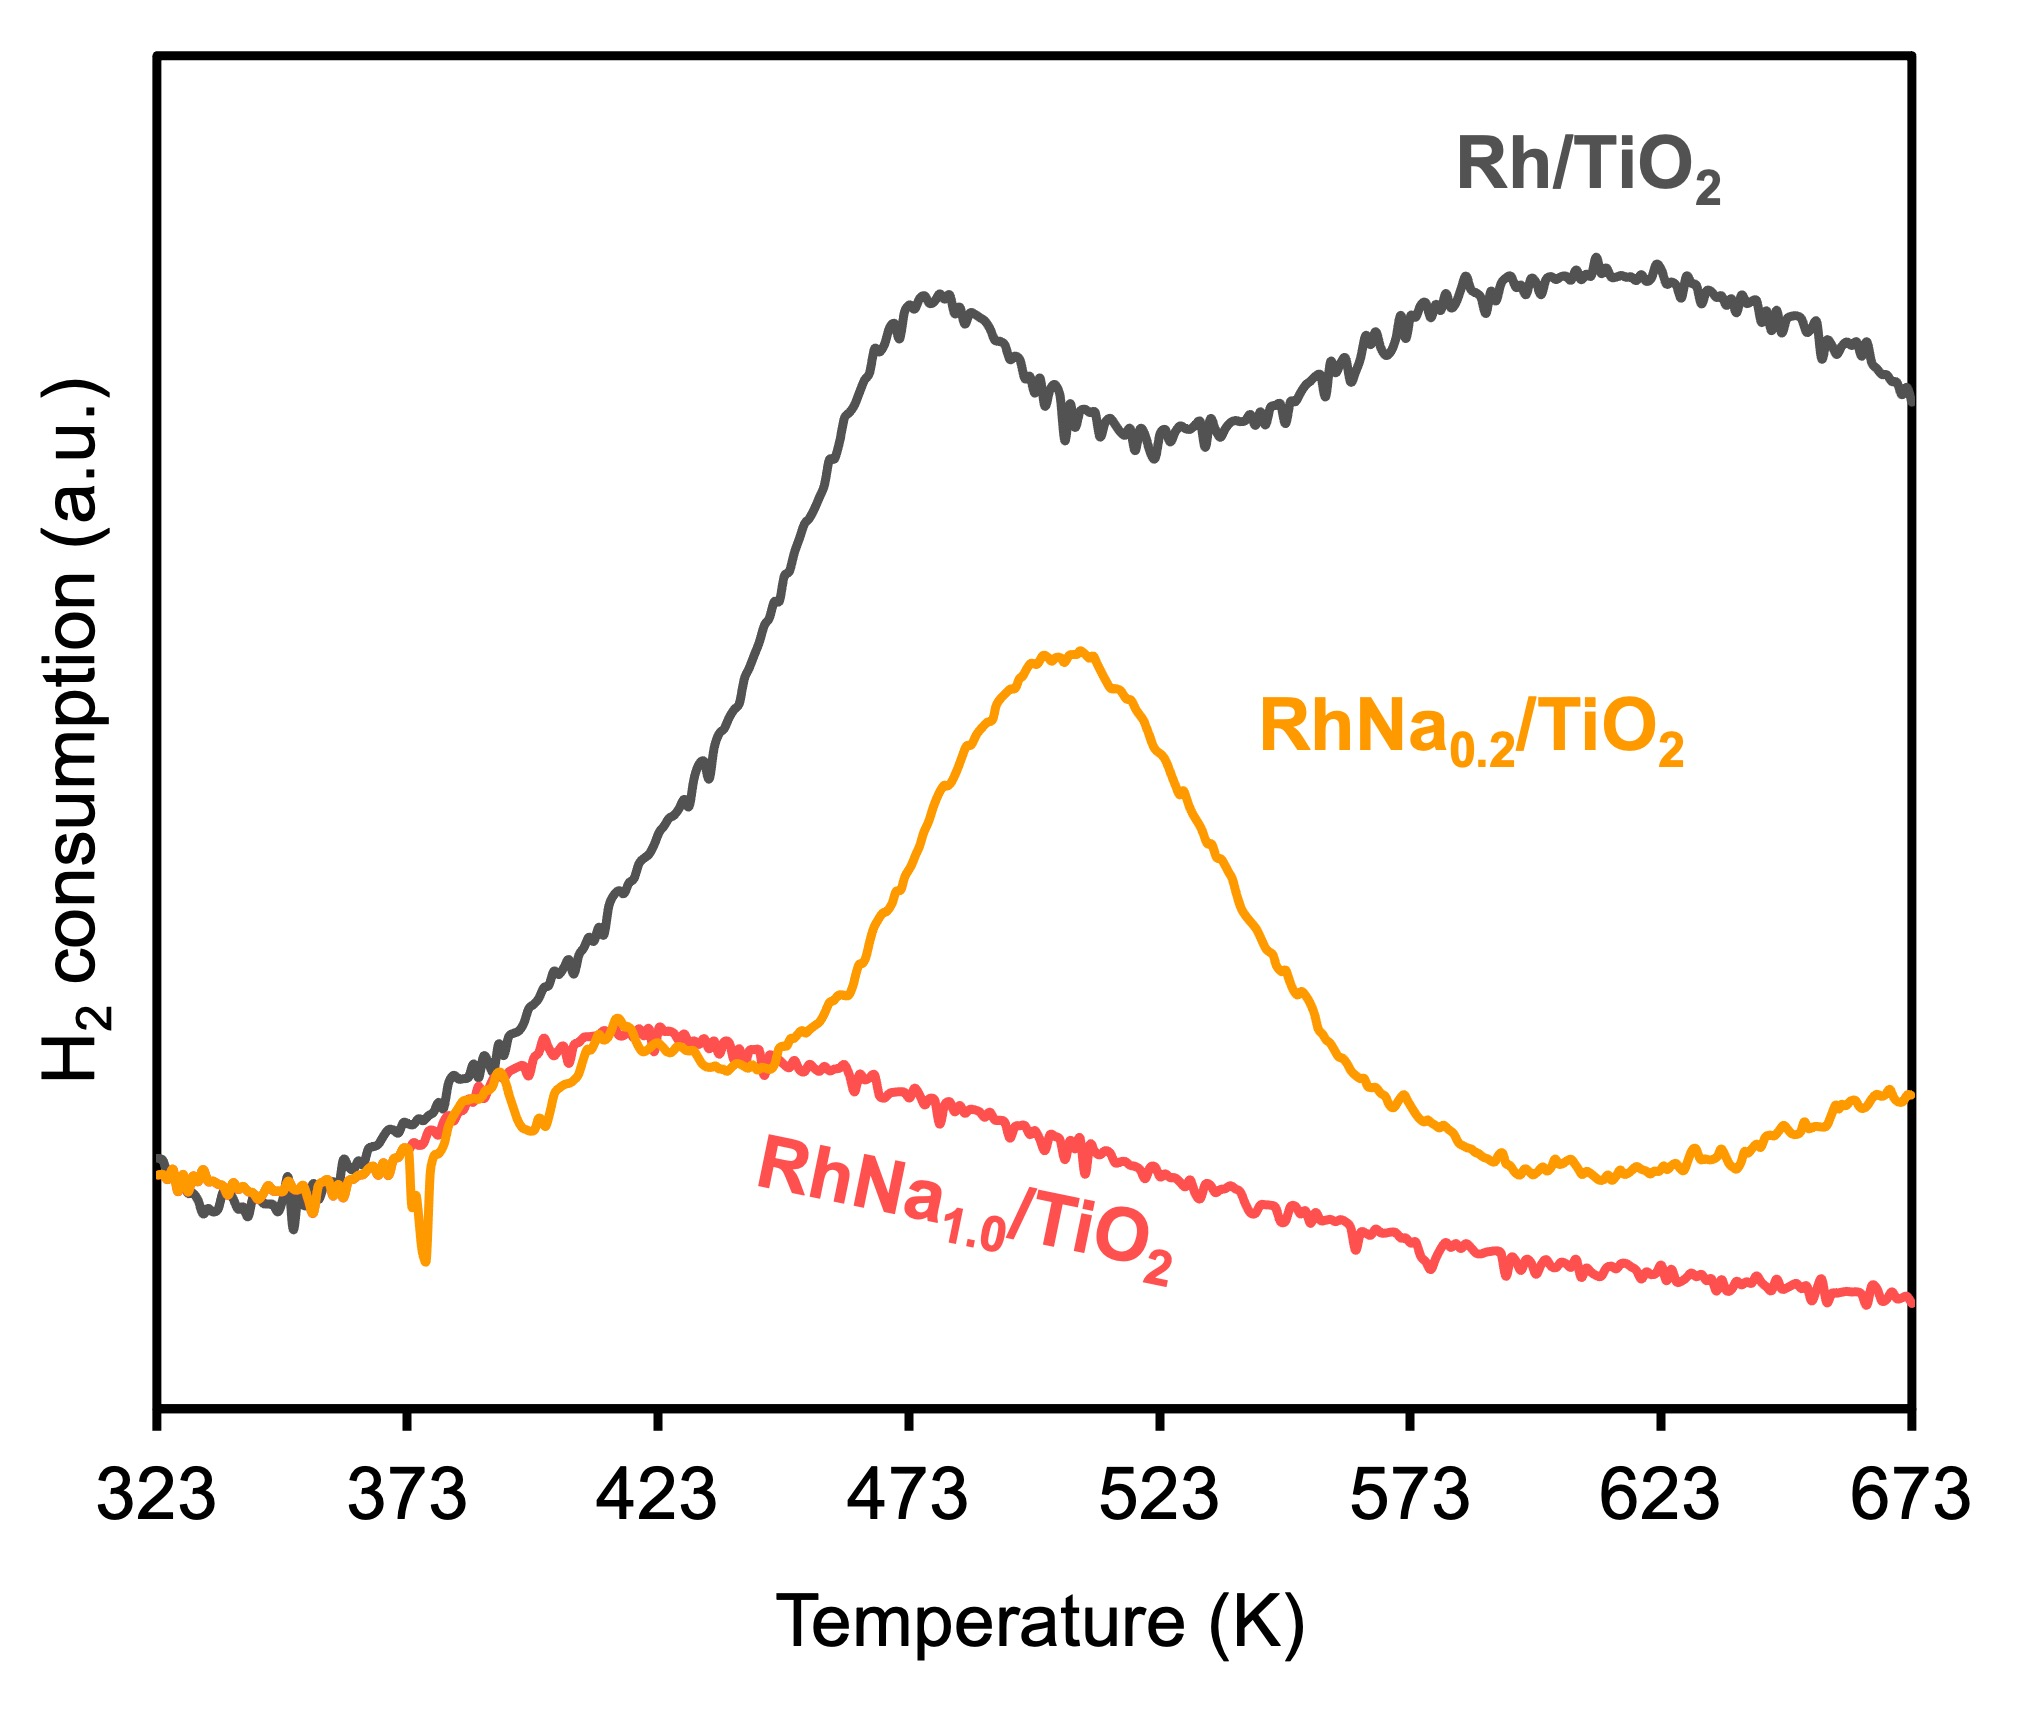 Rh/TiO₂
RhNa₀.₂/TiO₂
RhNa₁.₀/TiO₂
H₂ consumption (a.u.)
323 373 423 473 523 573 623 673
Temperature (K)